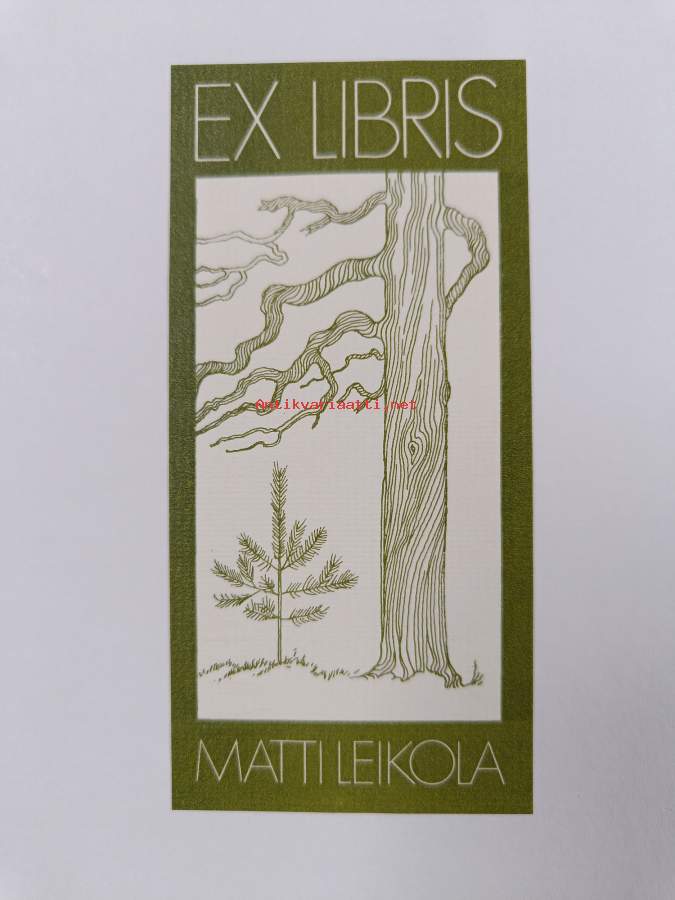 EX LIBRIS
Antikvariaatti.net
MATTI LEIKOLA